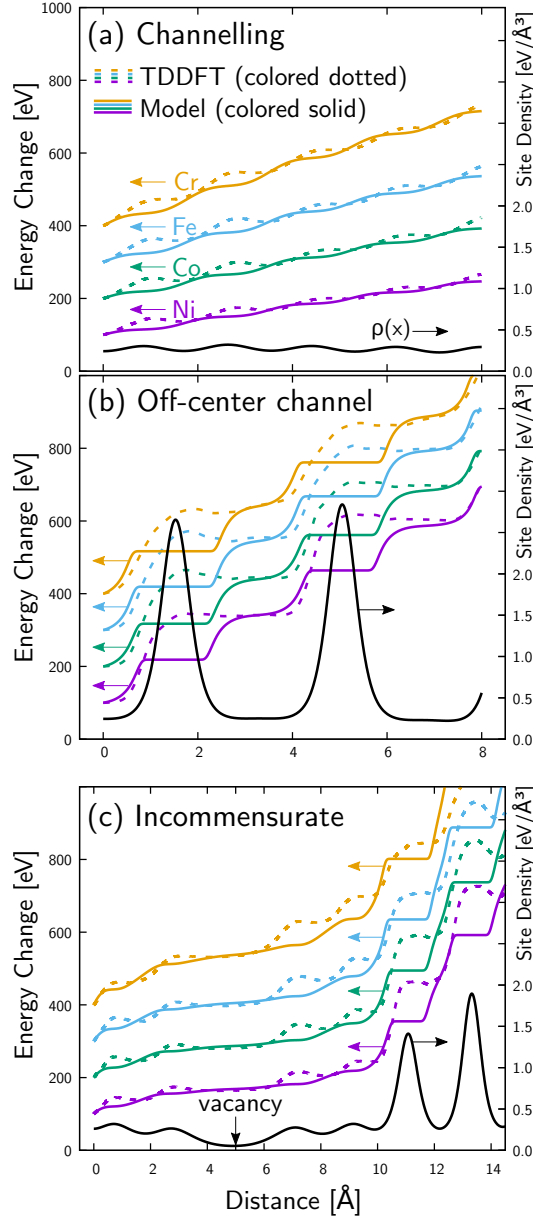 (a) Channelling
TDDFT (colored dotted)
Model (colored solid)
Cr
Fe
Co
Ni
ρ(x)
Energy Change [eV]
Site Density [eV/Å³]
0
200
400
600
800
1000
0.0
0.5
1.0
1.5
2.0
(b) Off-center channel
Energy Change [eV]
Site Density [eV/Å³]
0
200
400
600
800
0.0
0.5
1.0
1.5
2.0
0 2 4 6 8
(c) Incommensurate
vacancy
Energy Change [eV]
Site Density [eV/Å³]
0
200
400
600
800
0.0
0.5
1.0
1.5
2.0
0 2 4 6 8 10 12 14
Distance [Å]